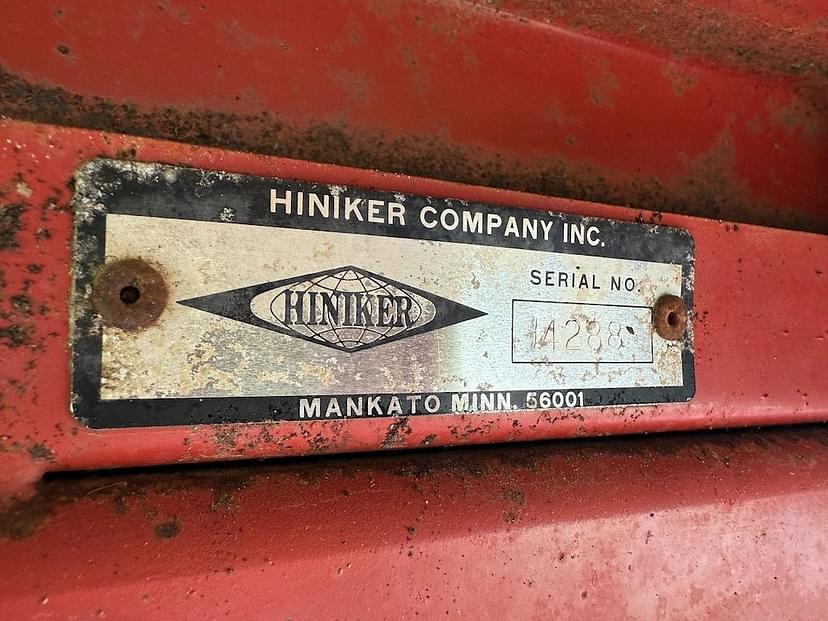 HINIKER COMPANY INC.
HINIKER
SERIAL NO.
14288
MANKATO MINN. 56001